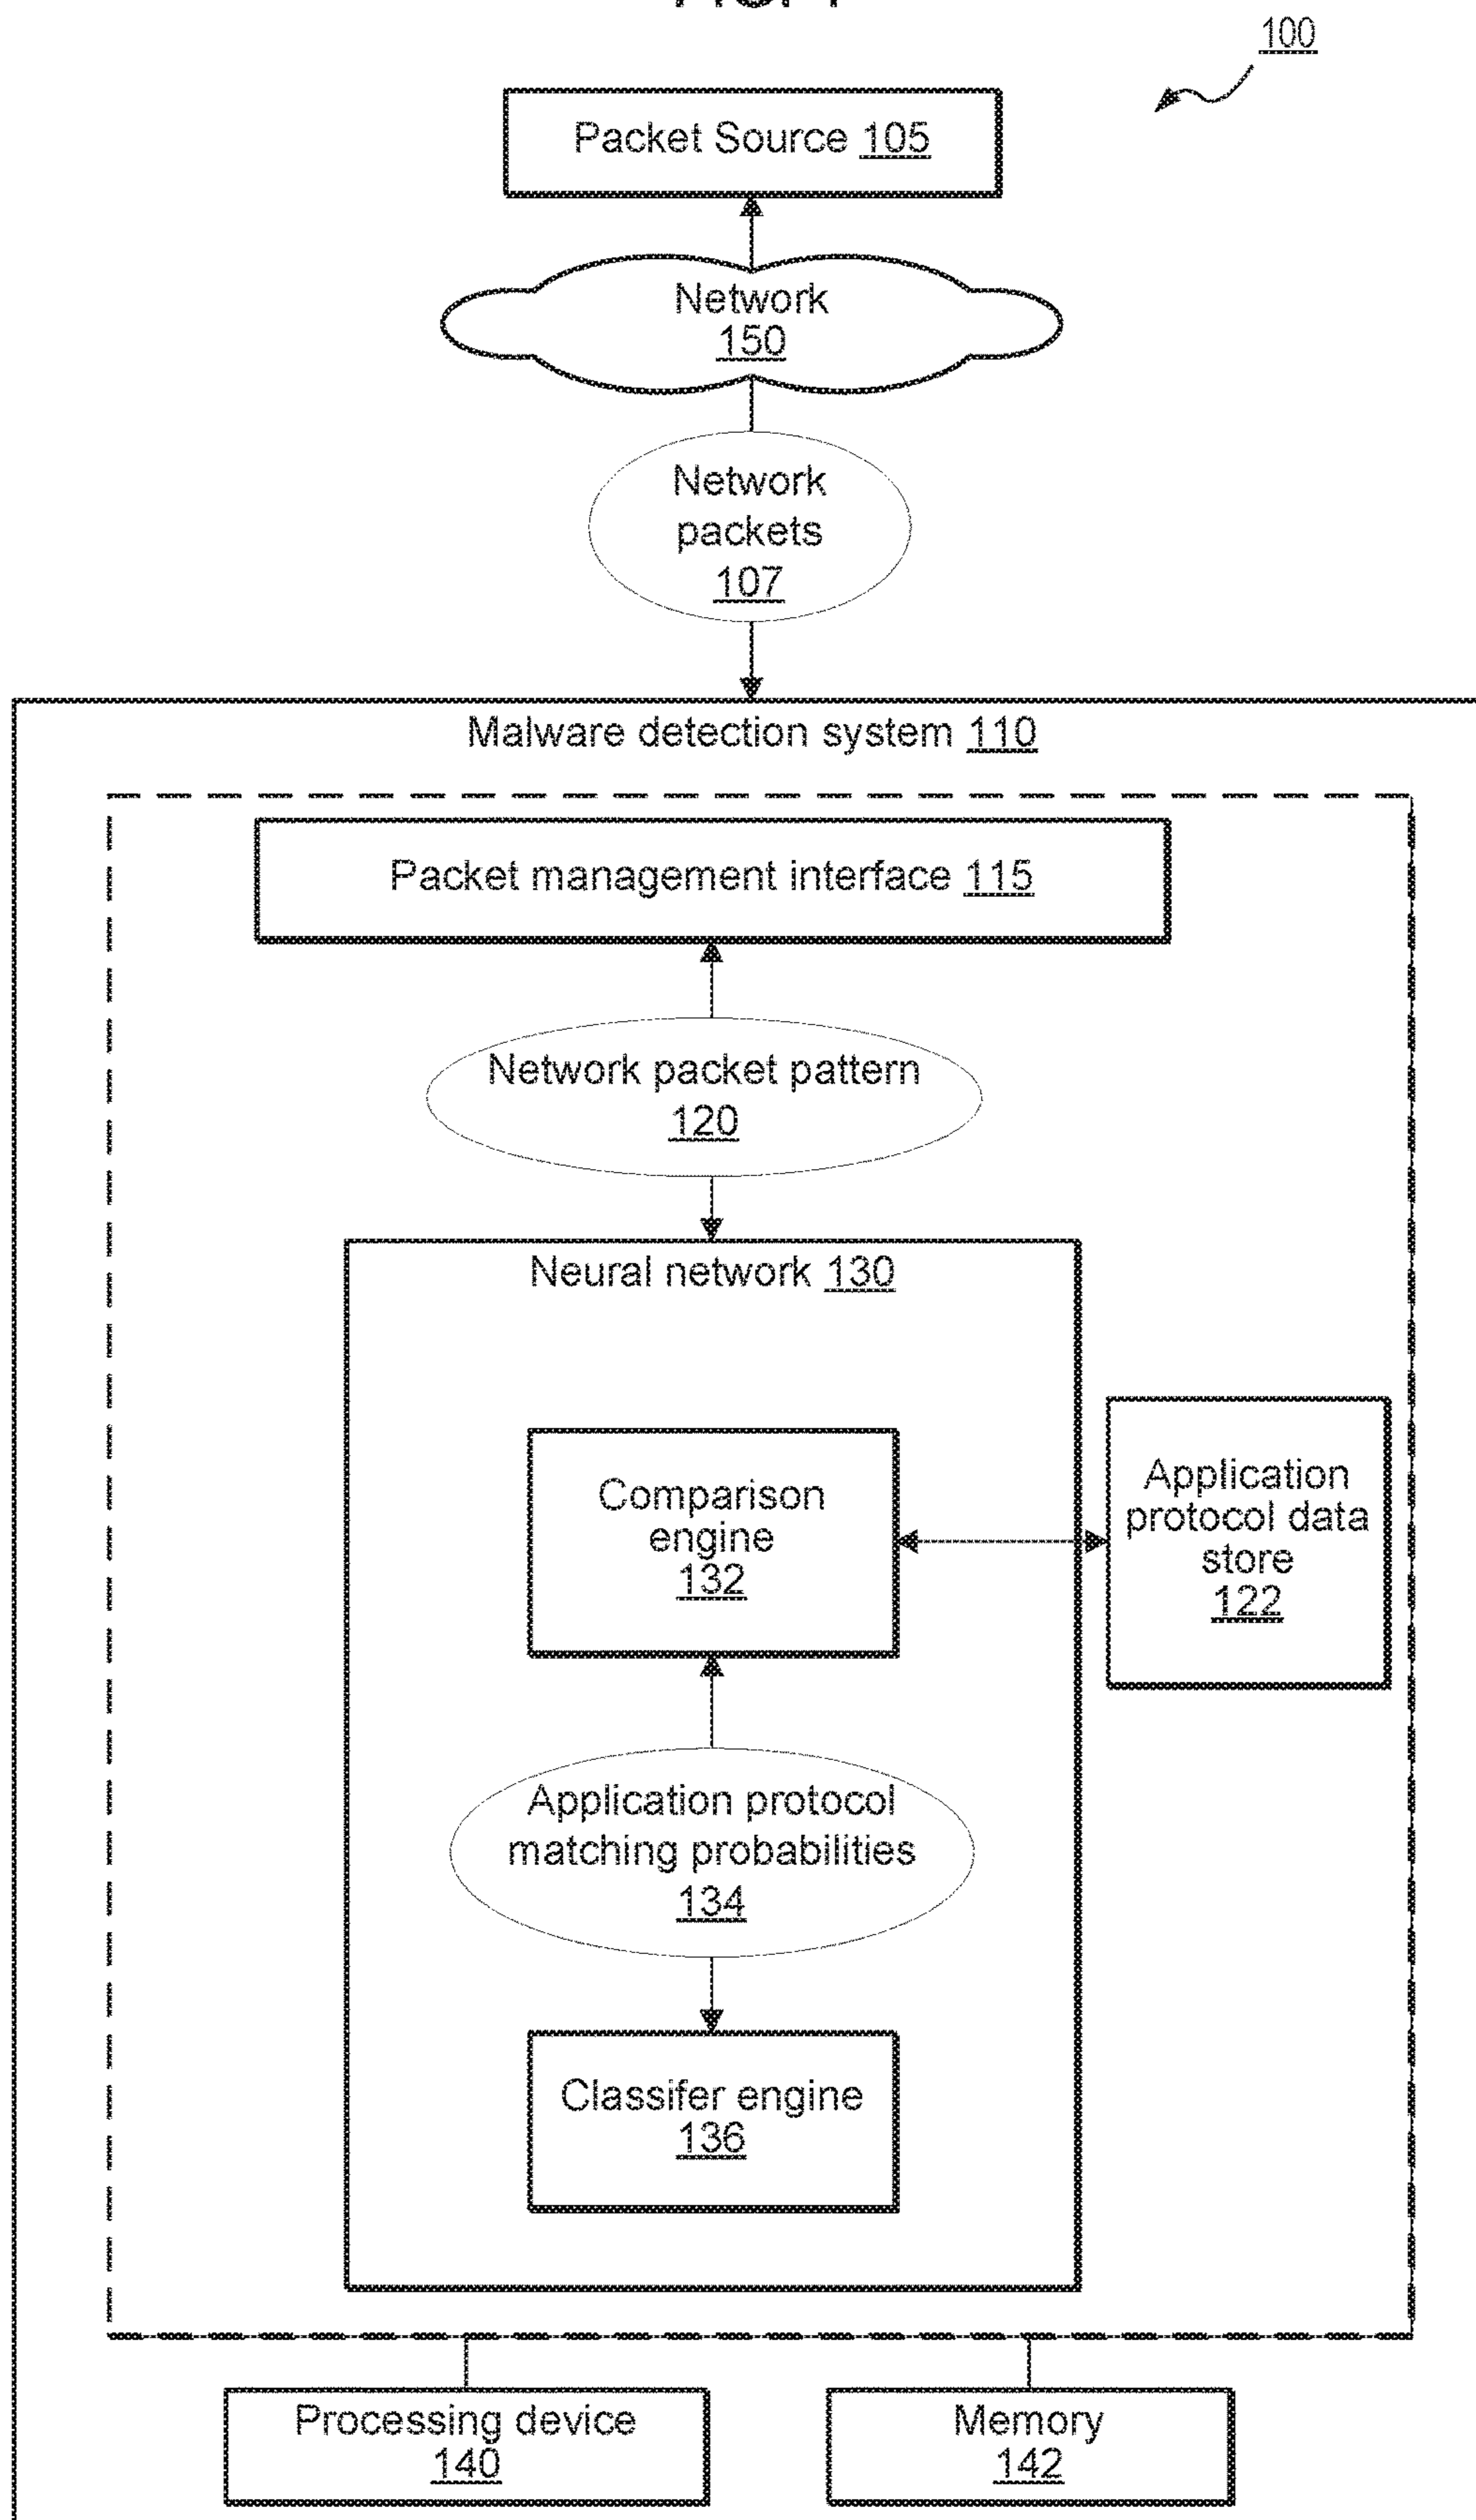 100
Packet Source 105
Network
150
Network
packets
107
Malware detection system 110
Packet management interface 115
Network packet pattern
120
Neural network 130
Comparison
engine
132
Application
protocol data
store
122
Application protocol
matching probabilities
134
Classifer engine
136
Processing device
140
Memory
142